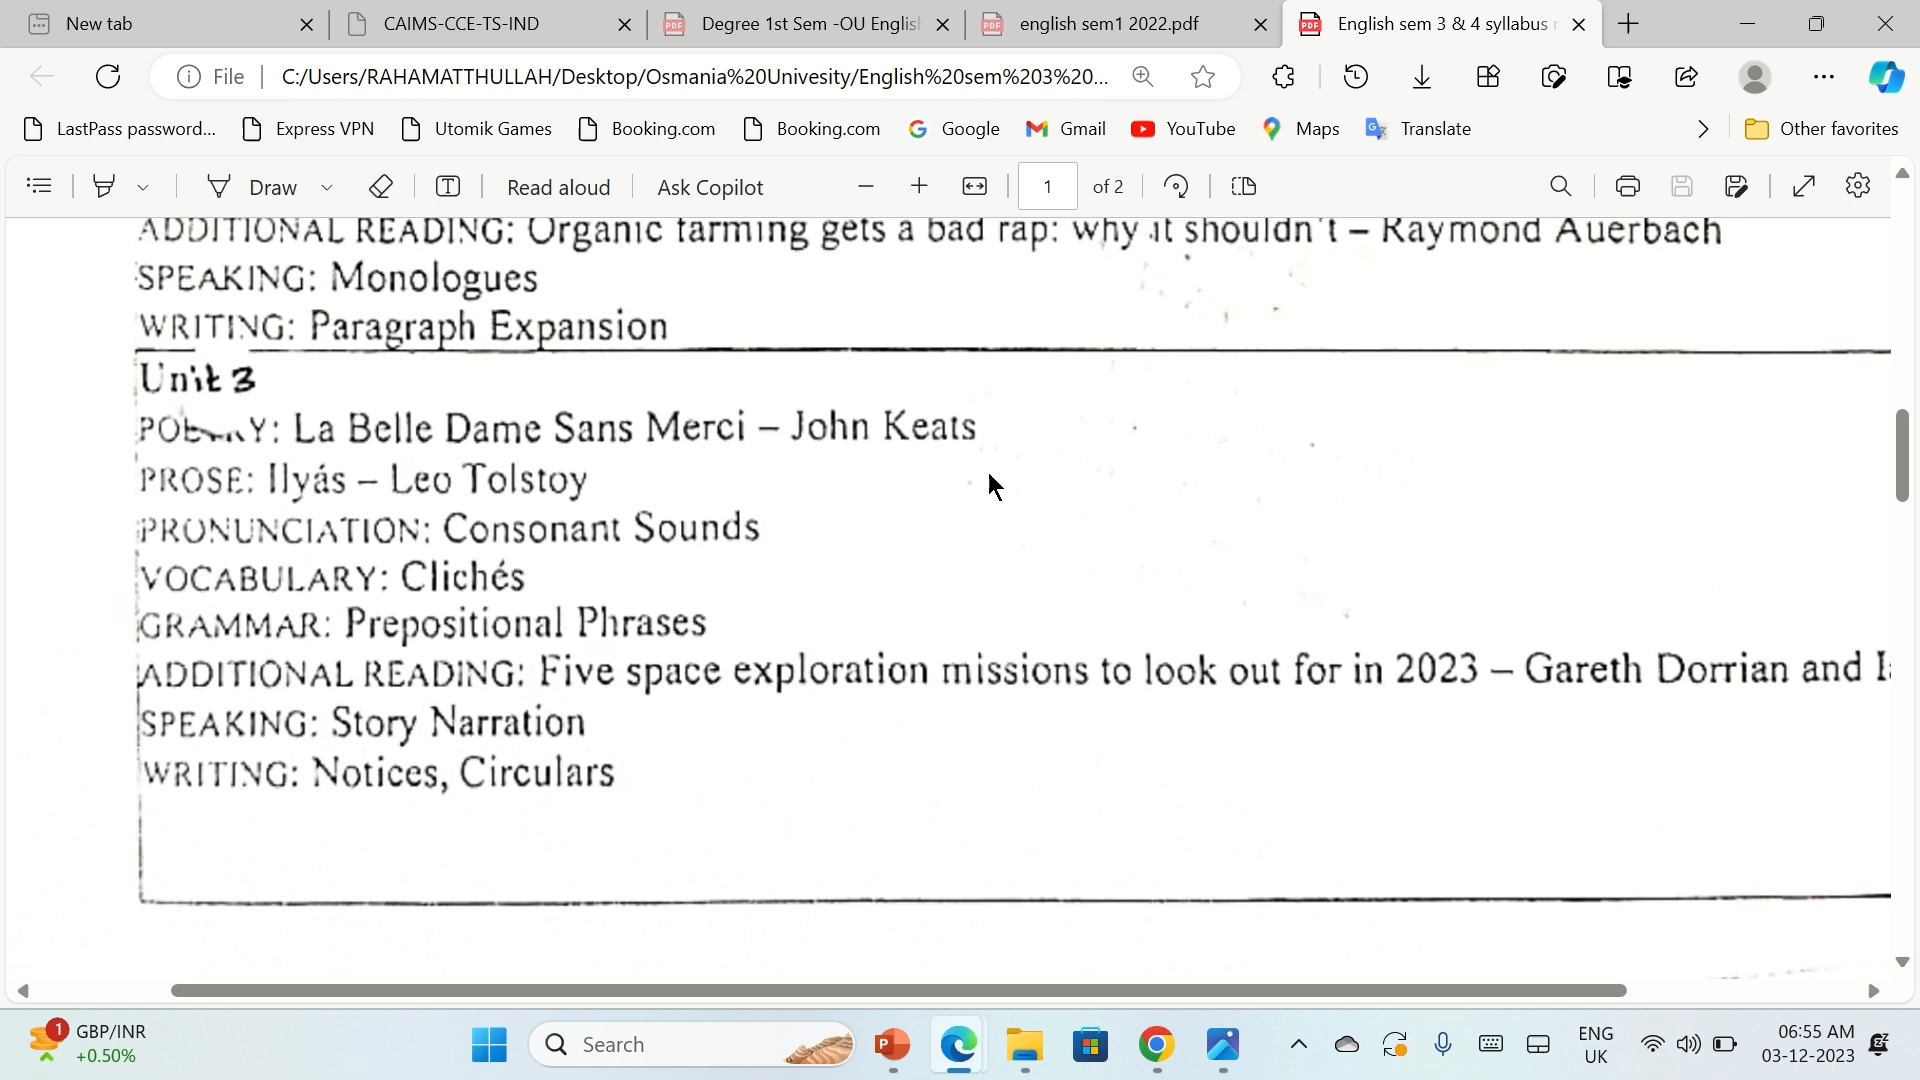 New tab
CAIMS-CCE-TS-IND
Degree 1st Sem -OU Englis
english sem1 2022.pdf
English sem 3 & 4 syllabus
File
C:/Users/RAHAMATTHULLAH/Desktop/Osmania%20Univesity/English%20sem%203%20...
LastPass password...
Express VPN
Utomik Games
Booking.com
Booking.com
Google
Gmail
YouTube
Maps
Translate
Other favorites
Draw
Read aloud
Ask Copilot
1 of 2
ADDITIONAL READING: Organic farming gets a bad rap: why it shouldn't – Raymond Auerbach
SPEAKING: Monologues
WRITING: Paragraph Expansion
Unit 3
POETRY: La Belle Dame Sans Merci – John Keats
PROSE: Ilyás – Leo Tolstoy
PRONUNCIATION: Consonant Sounds
VOCABULARY: Clichés
GRAMMAR: Prepositional Phrases
ADDITIONAL READING: Five space exploration missions to look out for in 2023 – Gareth Dorrian and
SPEAKING: Story Narration
WRITING: Notices, Circulars
1
GBP/INR
+0.50%
Search
ENG
UK
06:55 AM
03-12-2023